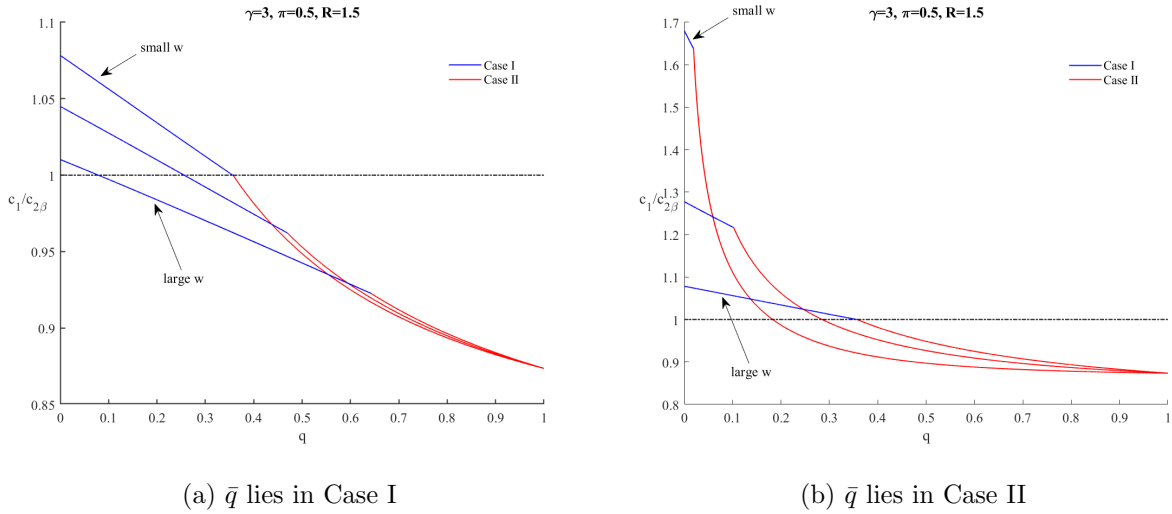 γ=3, π=0.5, R=1.5
1.1
1.05
1
0.95
0.9
0.85
c₁/c₂β
small w
large w
Case I
Case II
0
0.1
0.2
0.3
0.4
0.5
0.6
0.7
0.8
0.9
1
q
(a) q̄ lies in Case I
γ=3, π=0.5, R=1.5
1.7
1.6
1.5
1.4
1.3
1.2
1.1
1
0.9
0.8
c₁/c₂β
small w
large w
Case I
Case II
0
0.1
0.2
0.3
0.4
0.5
0.6
0.7
0.8
0.9
1
q
(b) q̄ lies in Case II